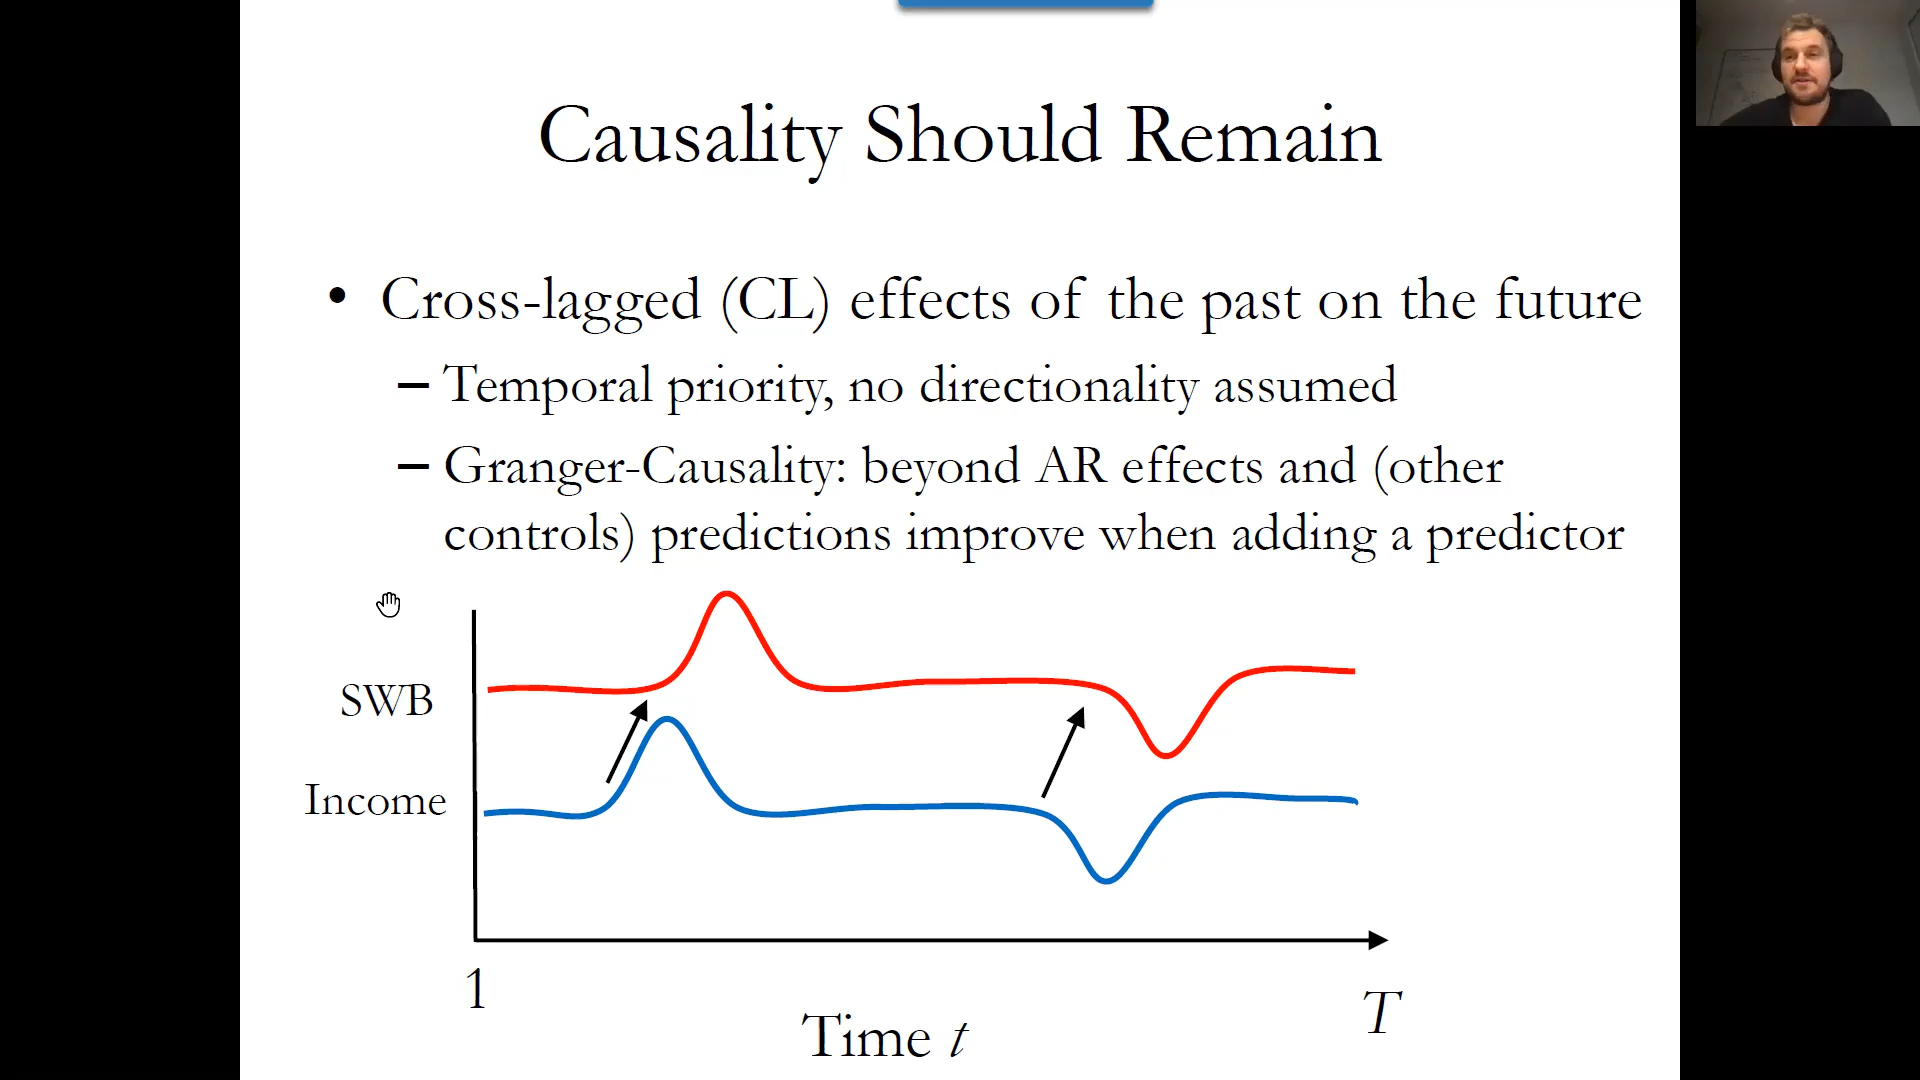 Causality Should Remain
• Cross-lagged (CL) effects of the past on the future
– Temporal priority, no directionality assumed
– Granger-Causality: beyond AR effects and (other
controls) predictions improve when adding a predictor
SWB
Income
1
T
Time t